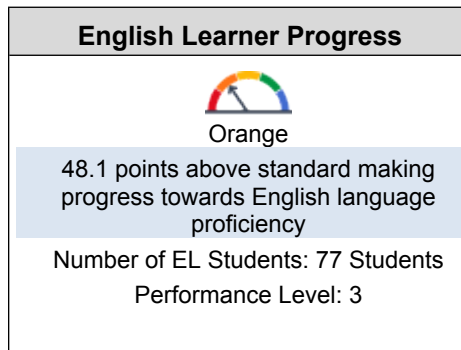 English Learner Progress
Orange
48.1 points above standard making
progress towards English language
proficiency
Number of EL Students: 77 Students
Performance Level: 3